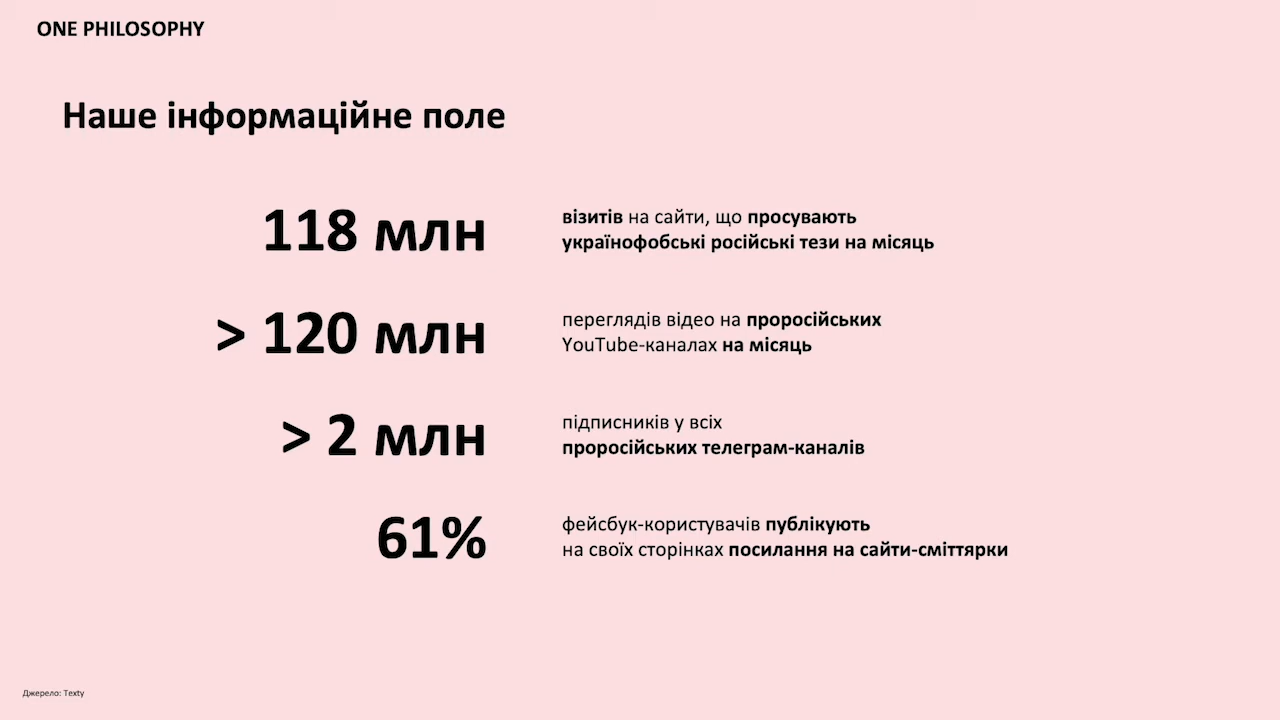 ONE PHILOSOPHY
Наше інформаційне поле
118 млн
візитів на сайти, що просувають
українофобські російські тези на місяць
> 120 млн
переглядів відео на проросійських
YouTube-каналах на місяць
> 2 млн
підписників у всіх
проросійських телеграм-каналів
61%
фейсбук-користувачів публікують
на своїх сторінках посилання на сайти-сміттярки
Джерело: Texty